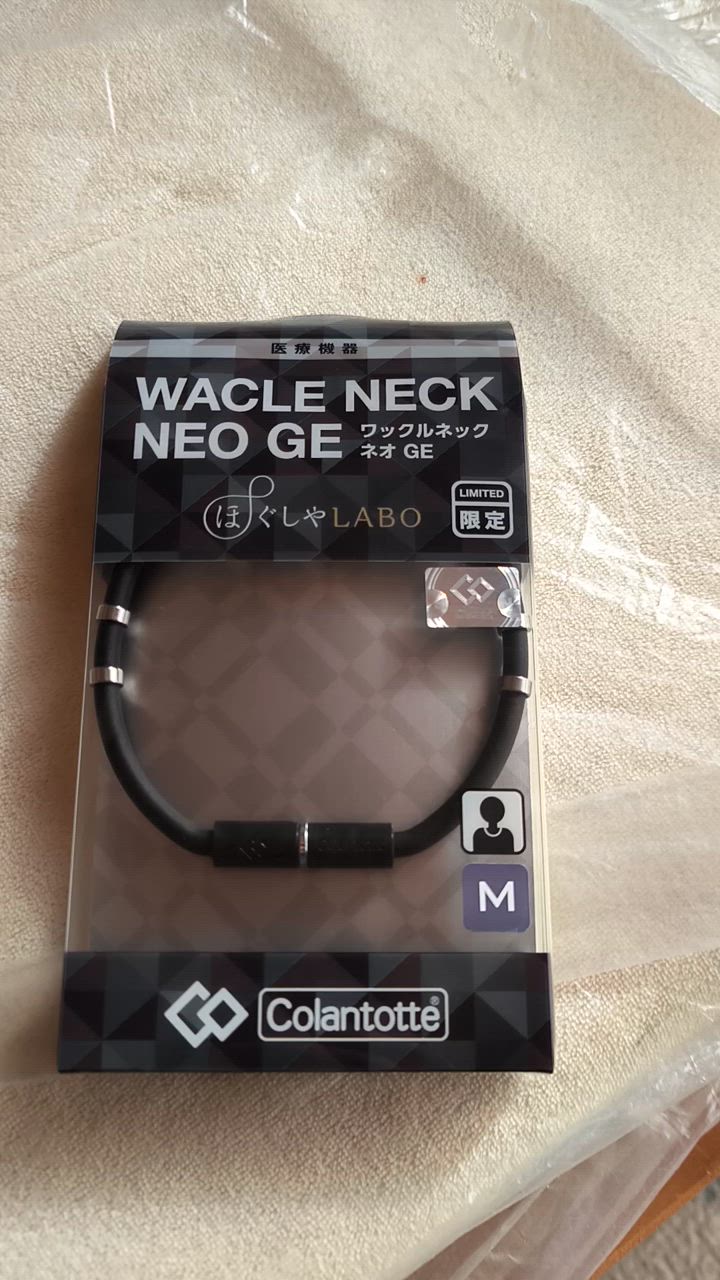 医療機器
WACLE NECK
NEO GE ワックルネック
ネオ GE
ほぐしやLABO
LIMITED
限定
M
Colantotte®